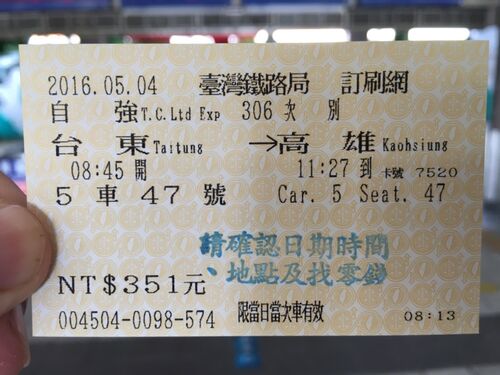 2016.05.04 臺灣鐵路局 訂刷網
自 強 T.C.Ltd Exp 306 次 別
台 東 Taitung →高 雄 Kaohsiung
08:45 開 11:27 到 卡號 7520
5 車 47 號 Car. 5 Seat. 47
請確認日期時間
、地點及找零錢
NT$351元
004504-0098-574 限當日當次車有效 08:13